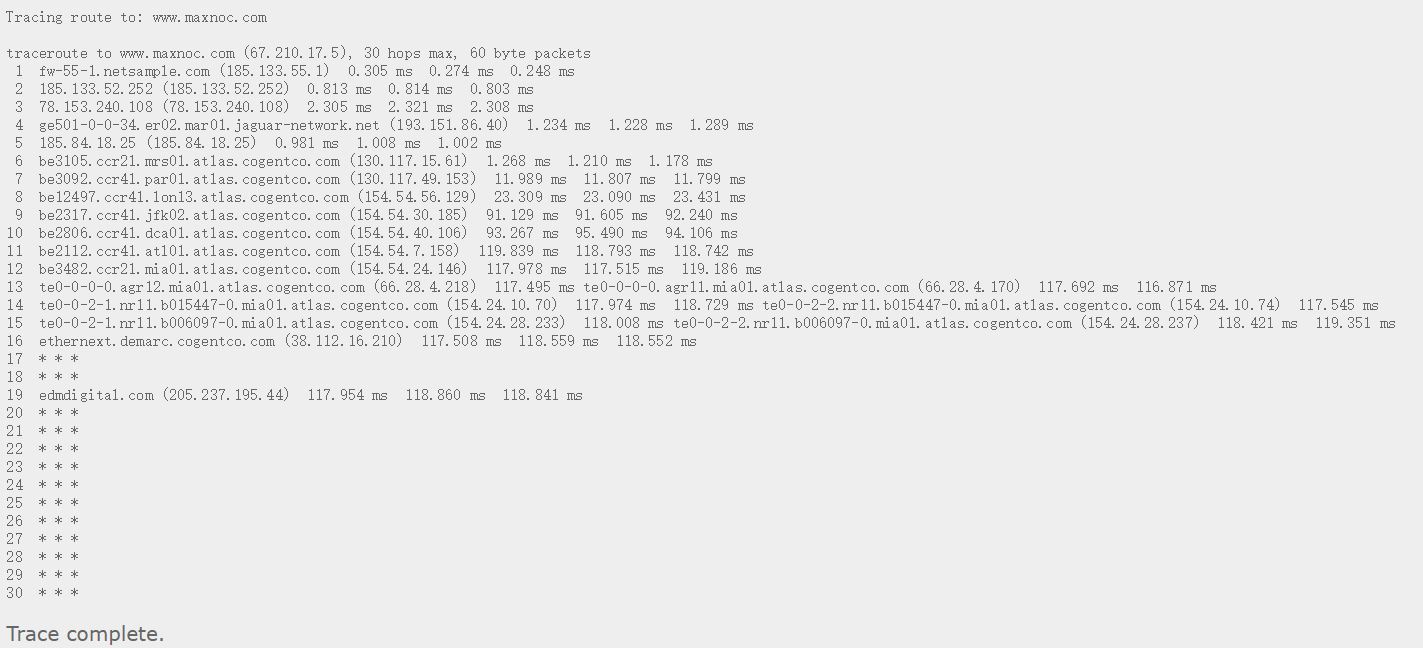 Tracing route to: www.maxnoc.com
traceroute to www.maxnoc.com (67.210.17.5), 30 hops max, 60 byte packets
1 fw-55-1.netsample.com (185.133.55.1) 0.305 ms 0.274 ms 0.248 ms
2 185.133.52.252 (185.133.52.252) 0.813 ms 0.814 ms 0.803 ms
3 78.153.240.108 (78.153.240.108) 2.305 ms 2.321 ms 2.308 ms
4 ge501-0-0-34.er02.mar01.jaguar-network.net (193.151.86.40) 1.234 ms 1.228 ms 1.289 ms
5 185.84.18.25 (185.84.18.25) 0.981 ms 1.008 ms 1.002 ms
6 be3105.ccr21.mrs01.atlas.cogentco.com (130.117.15.61) 1.268 ms 1.210 ms 1.178 ms
7 be3092.ccr41.par01.atlas.cogentco.com (130.117.49.153) 11.989 ms 11.807 ms 11.799 ms
8 be12497.ccr41.lon13.atlas.cogentco.com (154.54.56.129) 23.309 ms 23.090 ms 23.431 ms
9 be2317.ccr41.jfk02.atlas.cogentco.com (154.54.30.185) 91.129 ms 91.605 ms 92.240 ms
10 be2806.ccr41.dca01.atlas.cogentco.com (154.54.40.106) 93.267 ms 95.490 ms 94.106 ms
11 be2112.ccr41.atl01.atlas.cogentco.com (154.54.7.158) 119.839 ms 118.793 ms 118.742 ms
12 be3482.ccr21.mia01.atlas.cogentco.com (154.54.24.146) 117.978 ms 117.515 ms 119.186 ms
13 te0-0-0-0.agr12.mia01.atlas.cogentco.com (66.28.4.218) 117.495 ms te0-0-0-0.agr11.mia01.atlas.cogentco.com (66.28.4.170) 117.692 ms 116.871 ms
14 te0-0-2-1.nr11.b015447-0.mia01.atlas.cogentco.com (154.24.10.70) 117.974 ms 118.729 ms te0-0-2-2.nr11.b015447-0.mia01.atlas.cogentco.com (154.24.10.74) 117.545 ms
15 te0-0-2-1.nr11.b006097-0.mia01.atlas.cogentco.com (154.24.28.233) 118.008 ms te0-0-2-2.nr11.b006097-0.mia01.atlas.cogentco.com (154.24.28.237) 118.421 ms 119.351 ms
16 ethernext.demarc.cogentco.com (38.112.16.210) 117.508 ms 118.559 ms 118.552 ms
17 * * *
18 * * *
19 edmdigital.com (205.237.195.44) 117.954 ms 118.860 ms 118.841 ms
20 * * *
21 * * *
22 * * *
23 * * *
24 * * *
25 * * *
26 * * *
27 * * *
28 * * *
29 * * *
30 * * *
Trace complete.